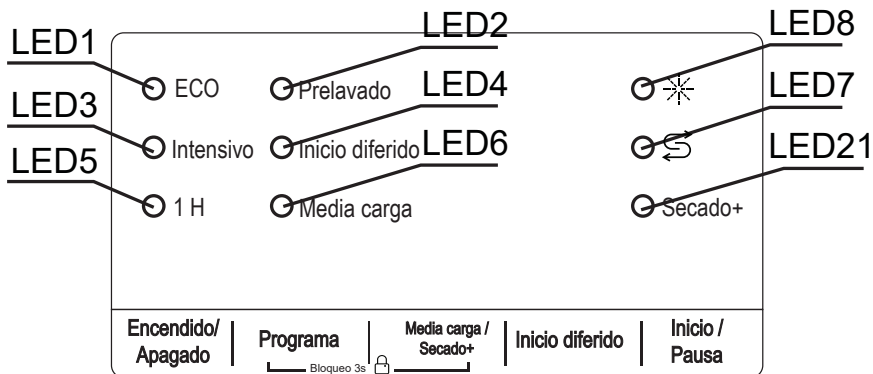 LED1 LED2 LED8
ECO Prelavado
LED3 LED4 LED7
Intensivo Inicio diferido
LED5 LED6 LED21
1 H Media carga Secado+
Encendido/ Apagado
Programa
Media carga / Secado+
Inicio diferido
Inicio / Pausa
Bloqueo 3s